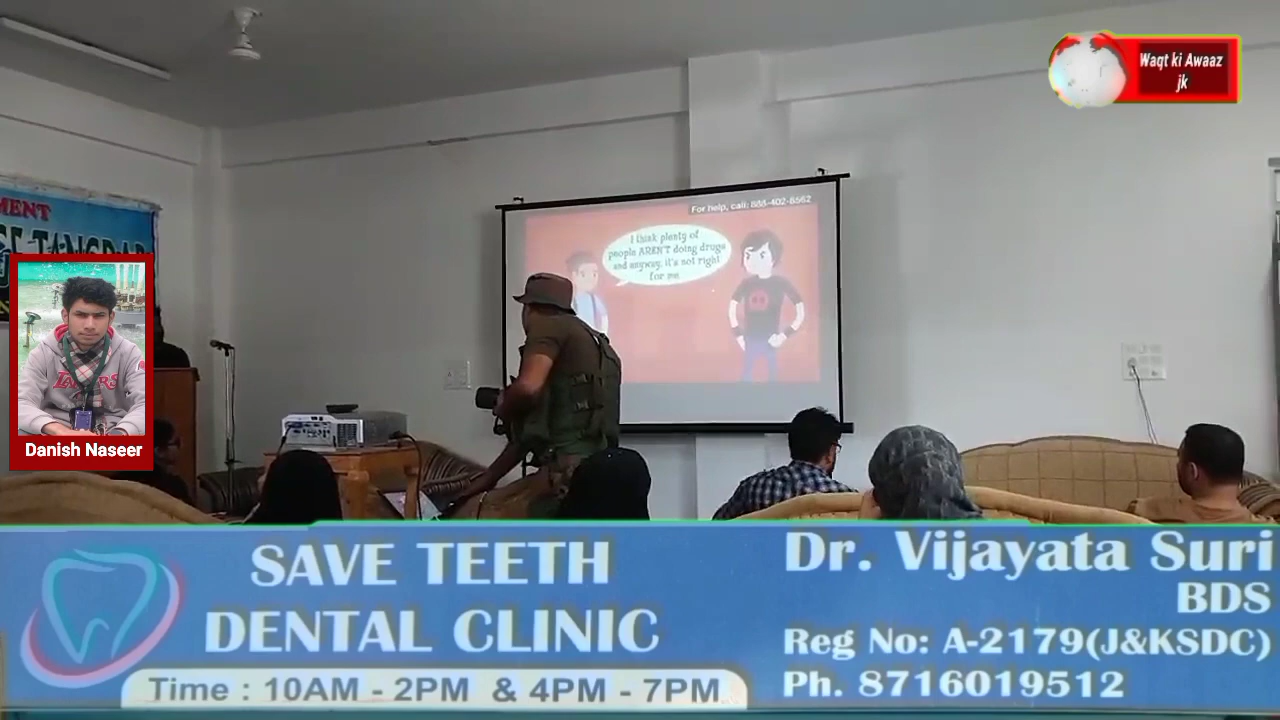 Waqt ki Awaaz
jk
MENT
For help, call: 888-402-8562
I think plenty of
people AREN'T doing drugs
and anyway, it's not right
for me.
Danish Naseer
SAVE TEETH
DENTAL CLINIC
Time : 10AM - 2PM & 4PM - 7PM
Dr. Vijayata Suri
BDS
Reg No: A-2179(J&KSDC)
Ph. 8716019512